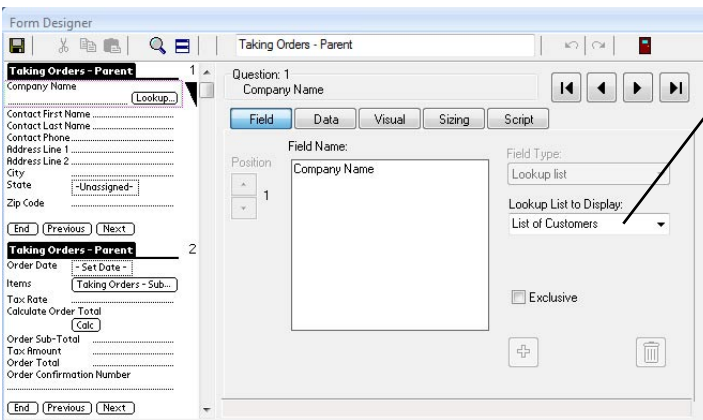 Form Designer
Taking Orders - Parent
Taking Orders - Parent 1
Company Name
Lookup...
Contact First Name
Contact Last Name
Contact Phone
Address Line 1
Address Line 2
City
State -Unassigned-
Zip Code
End Previous Next
Taking Orders - Parent 2
Order Date - Set Date -
Items Taking Orders - Sub...
Tax Rate
Calculate Order Total
Calc
Order Sub-Total
Tax Amount
Order Total
Order Confirmation Number
End Previous Next
Question: 1
Company Name
Field Data Visual Sizing Script
Position
1
Field Name:
Company Name
Field Type:
Lookup list
Lookup List to Display:
List of Customers
Exclusive